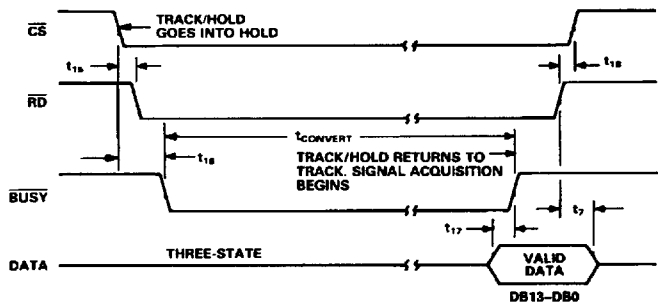 TRACK/HOLD
GOES INTO HOLD
CS
t15
t18
RD
tCONVERT
t16
TRACK/HOLD RETURNS TO
TRACK. SIGNAL ACQUISITION
BEGINS
BUSY
t17
t7
DATA
THREE-STATE
VALID
DATA
DB13–DB0